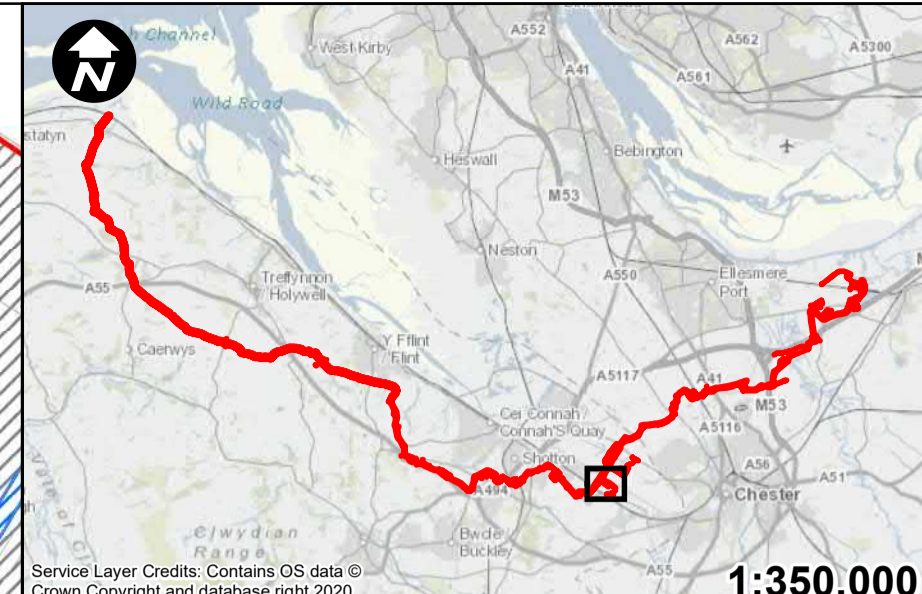 N
West Kirby
A552
A562
A5300
A41
A561
Wild Road
Heswall
Bebington
M53
Neston
A550
Ellesmere
Port
Treffynnon
Holywell
A55
Caerwys
Y Fflint
/ Flint
A5117
A41
M53
A5116
Cei Connah /
Connah'S Quay
Shotton
A56
A51
Chester
A494
Clwydian
Range
Bwcle /
Buckley
A55
Service Layer Credits: Contains OS data ©
Crown Copyright and database right 2020
1:350,000